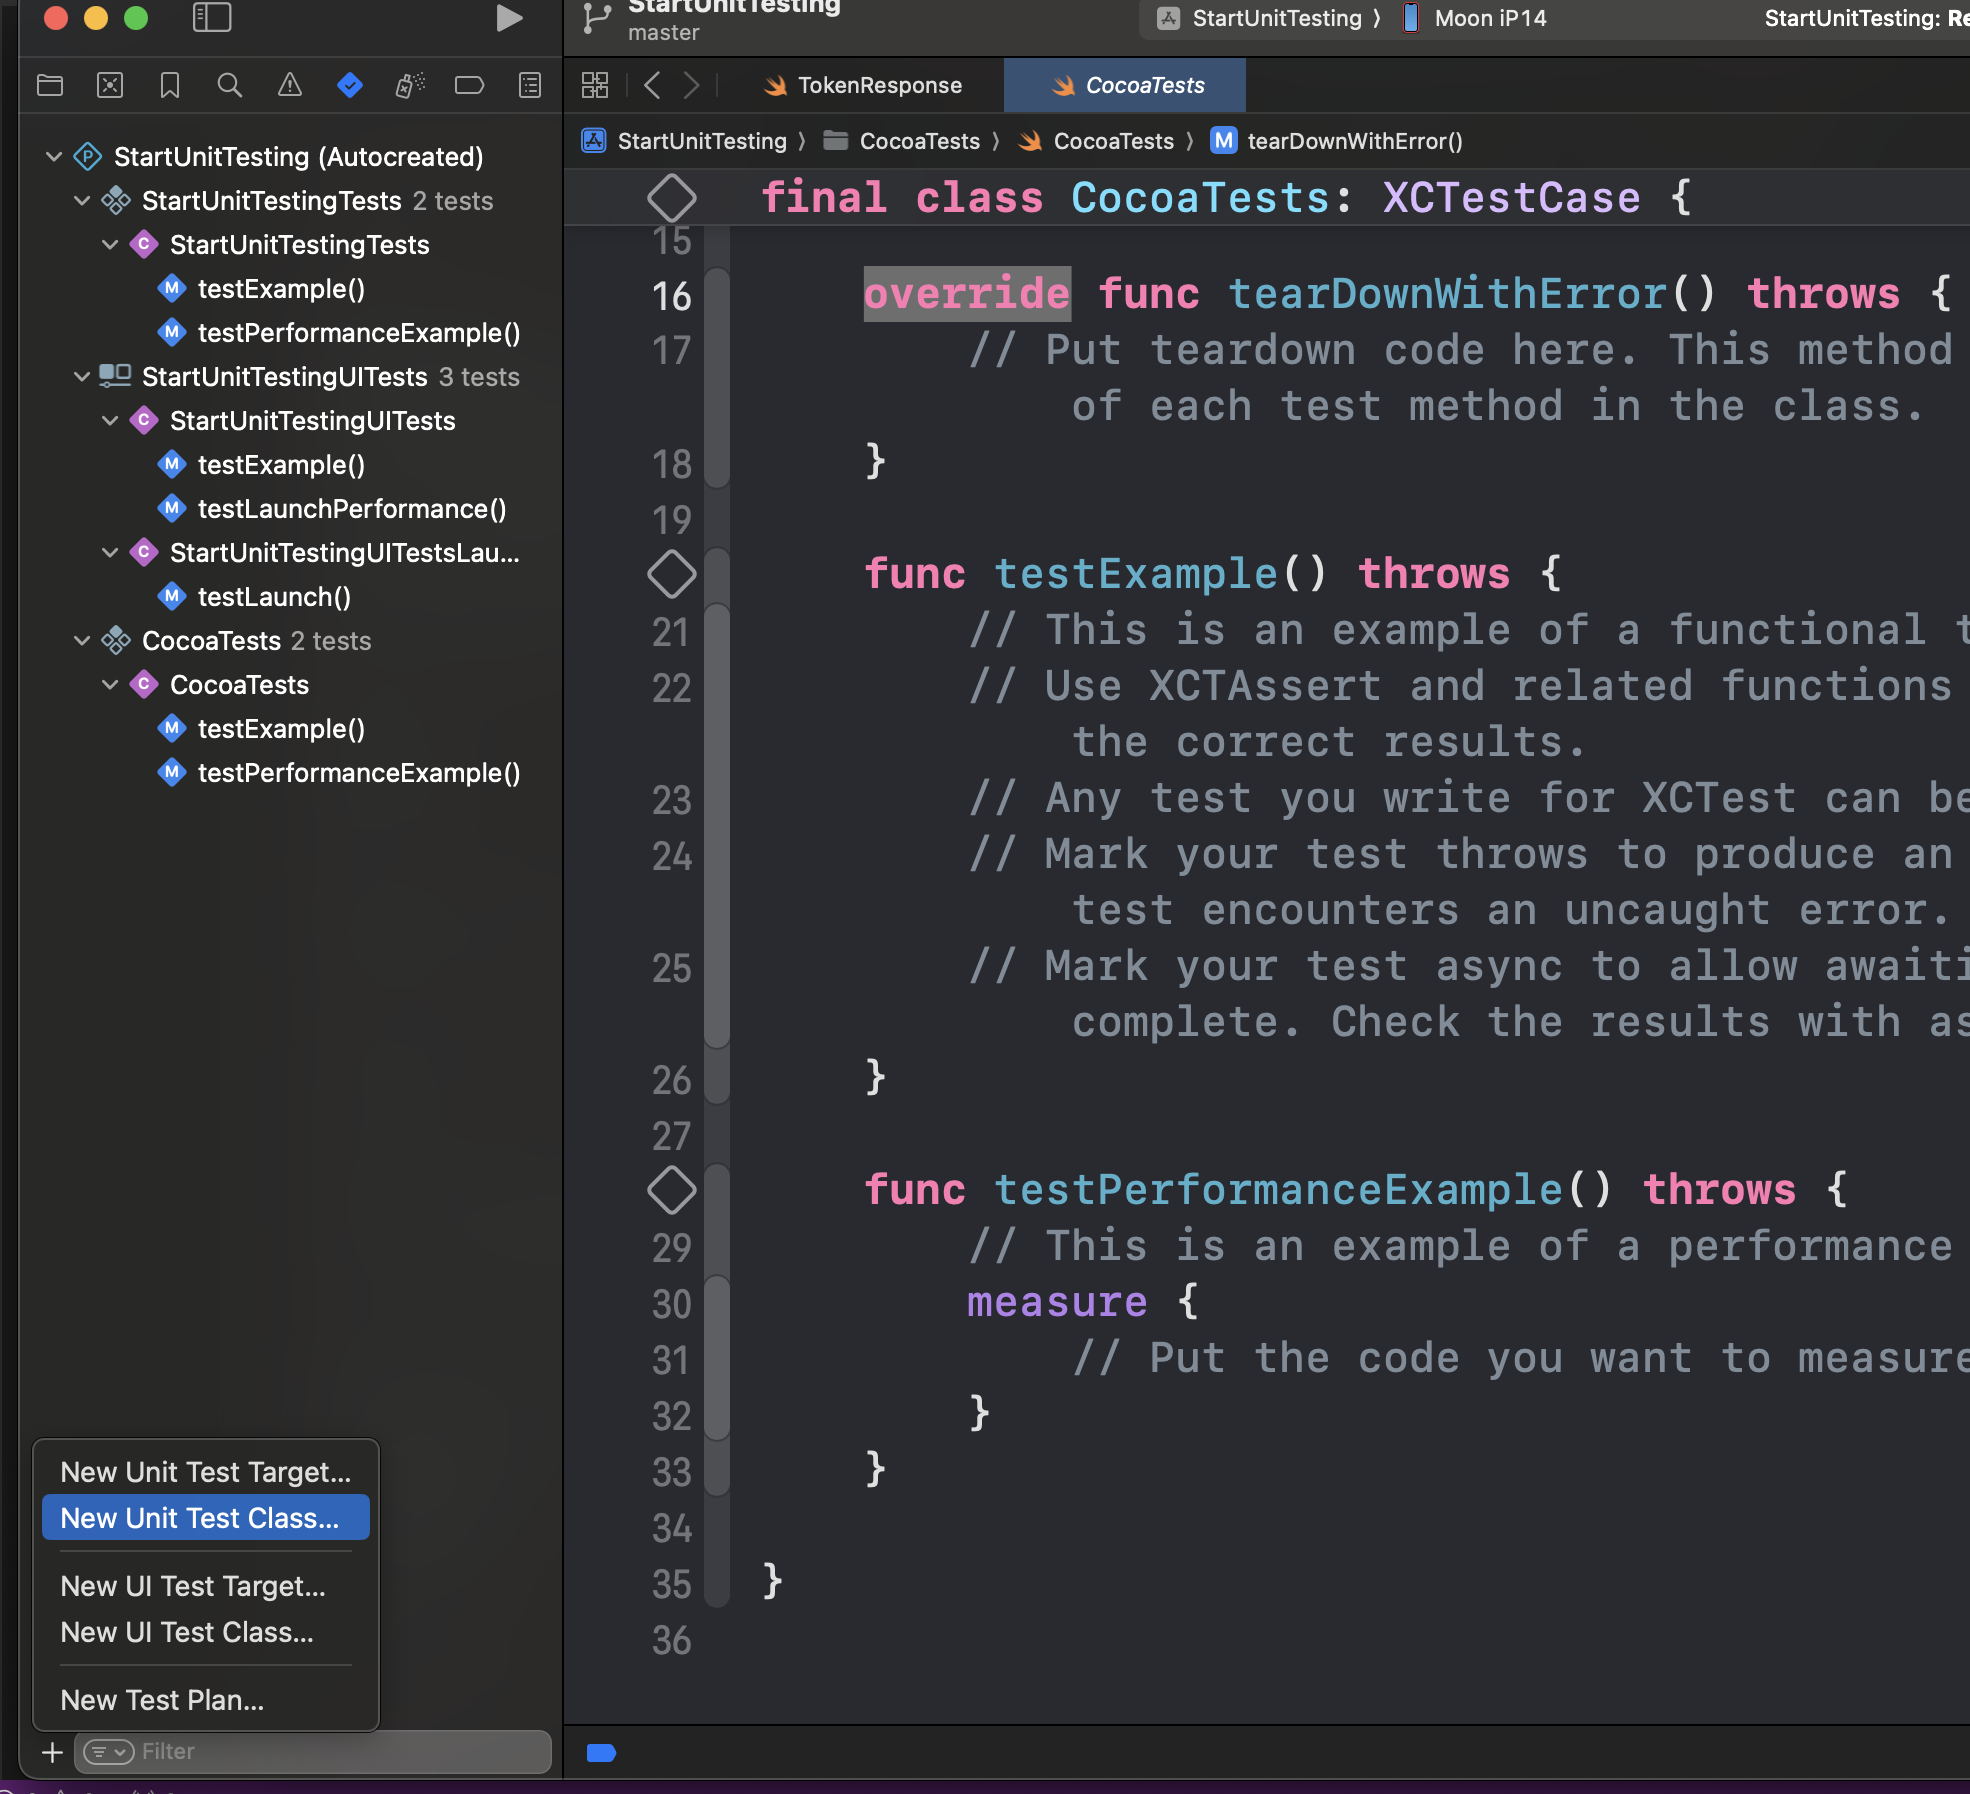 StartUnitTesting
master
StartUnitTesting 〉 Moon iP14
StartUnitTesting:
TokenResponse
CocoaTests
StartUnitTesting 〉 CocoaTests 〉 CocoaTests 〉 M tearDownWithError()
StartUnitTesting (Autocreated)
StartUnitTestingTests 2 tests
C StartUnitTestingTests
M testExample()
M testPerformanceExample()
StartUnitTestingUITests 3 tests
C StartUnitTestingUITests
M testExample()
M testLaunchPerformance()
C StartUnitTestingUITestsLau...
M testLaunch()
CocoaTests 2 tests
C CocoaTests
M testExample()
M testPerformanceExample()
New Unit Test Target...
New Unit Test Class...
New UI Test Target...
New UI Test Class...
New Test Plan...
Filter
final class CocoaTests: XCTestCase {
15
16 override func tearDownWithError() throws {
17 // Put teardown code here. This method
of each test method in the class.
18 }
19
func testExample() throws {
21 // This is an example of a functional
22 // Use XCTAssert and related functions
the correct results.
23 // Any test you write for XCTest can be
24 // Mark your test throws to produce an
test encounters an uncaught error.
25 // Mark your test async to allow awaiti
complete. Check the results with as
26 }
27
func testPerformanceExample() throws {
29 // This is an example of a performance
30 measure {
31 // Put the code you want to measure
32 }
33 }
34
35 }
36